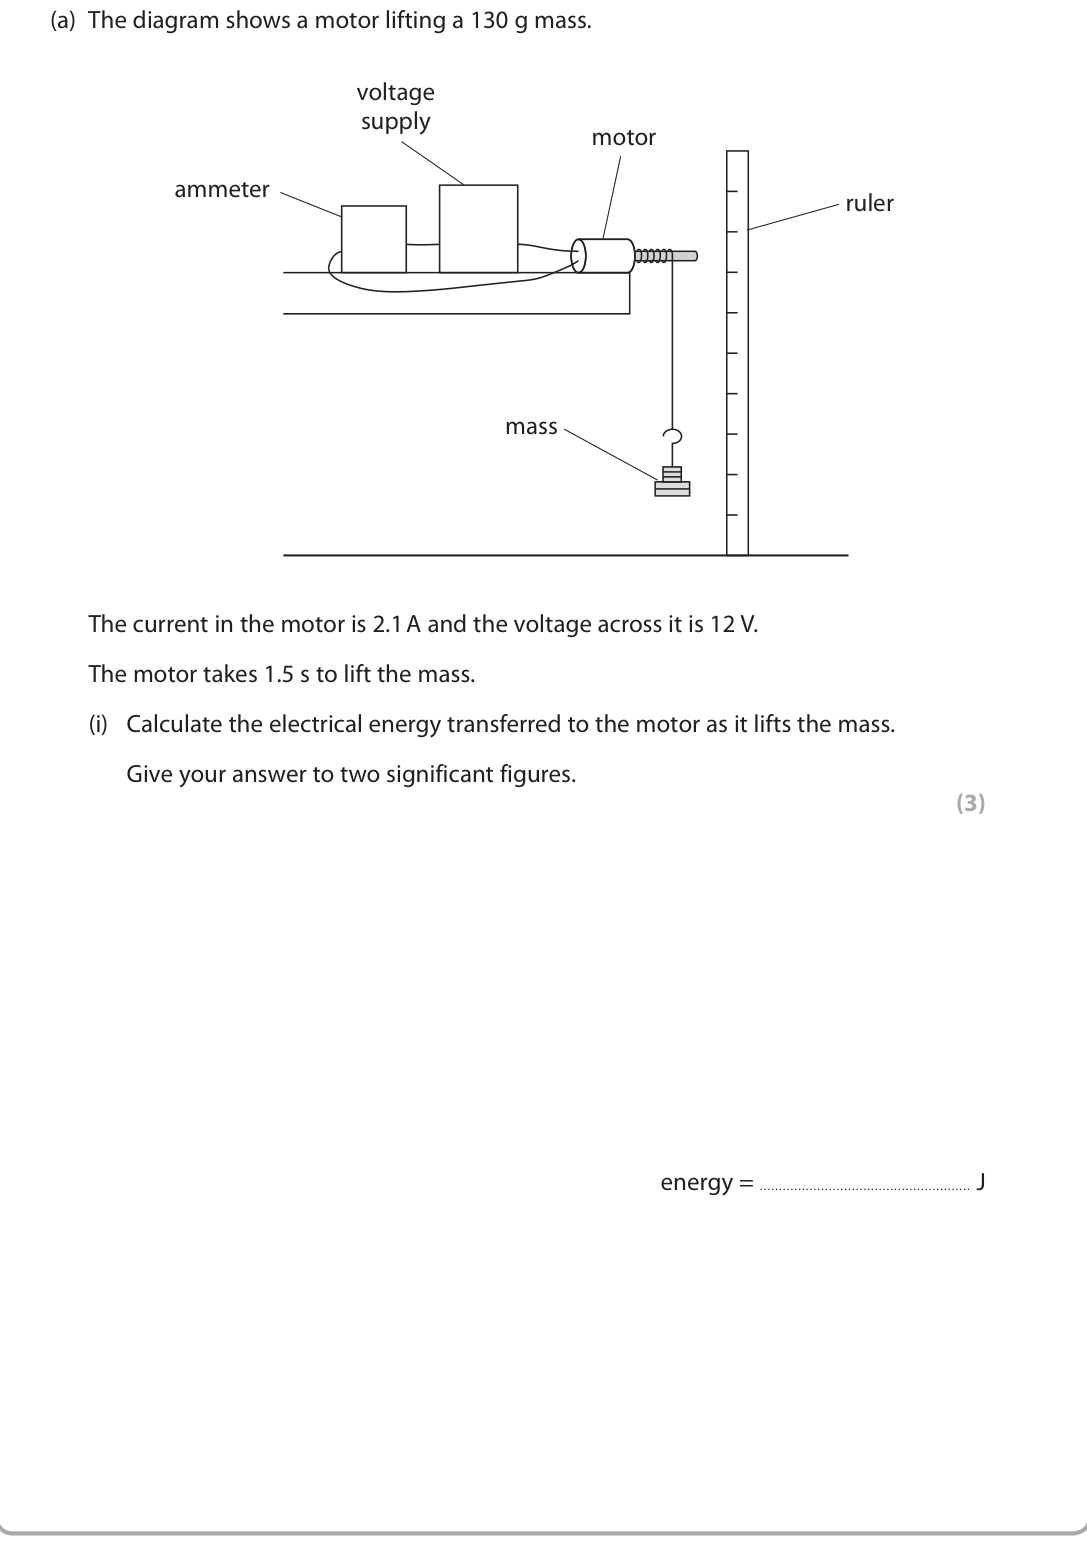 (a) The diagram shows a motor lifting a 130 g mass.
voltage
supply
motor
ammeter
ruler
mass
The current in the motor is 2.1 A and the voltage across it is 12 V.
The motor takes 1.5 s to lift the mass.
(i) Calculate the electrical energy transferred to the motor as it lifts the mass.
Give your answer to two significant figures.
(3)
energy = ...................................................... J